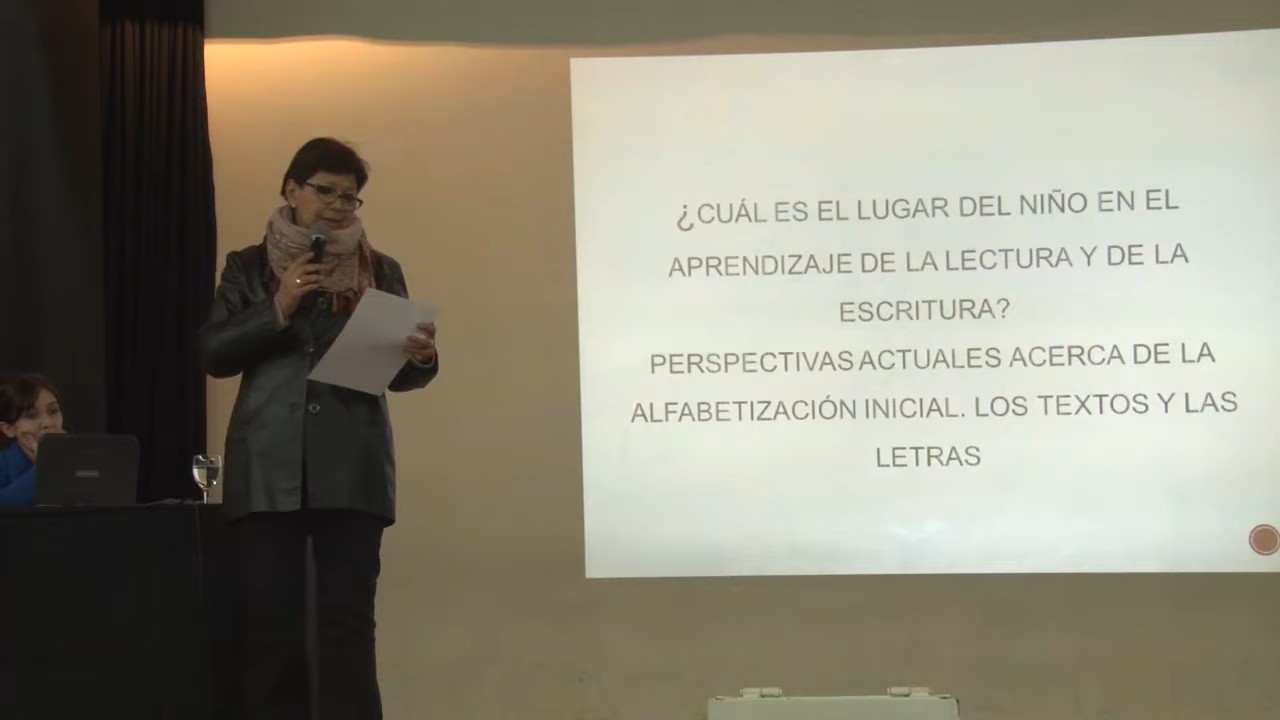 ¿CUÁL ES EL LUGAR DEL NIÑO EN EL
APRENDIZAJE DE LA LECTURA Y DE LA
ESCRITURA?
PERSPECTIVAS ACTUALES ACERCA DE LA
ALFABETIZACIÓN INICIAL. LOS TEXTOS Y LAS
LETRAS